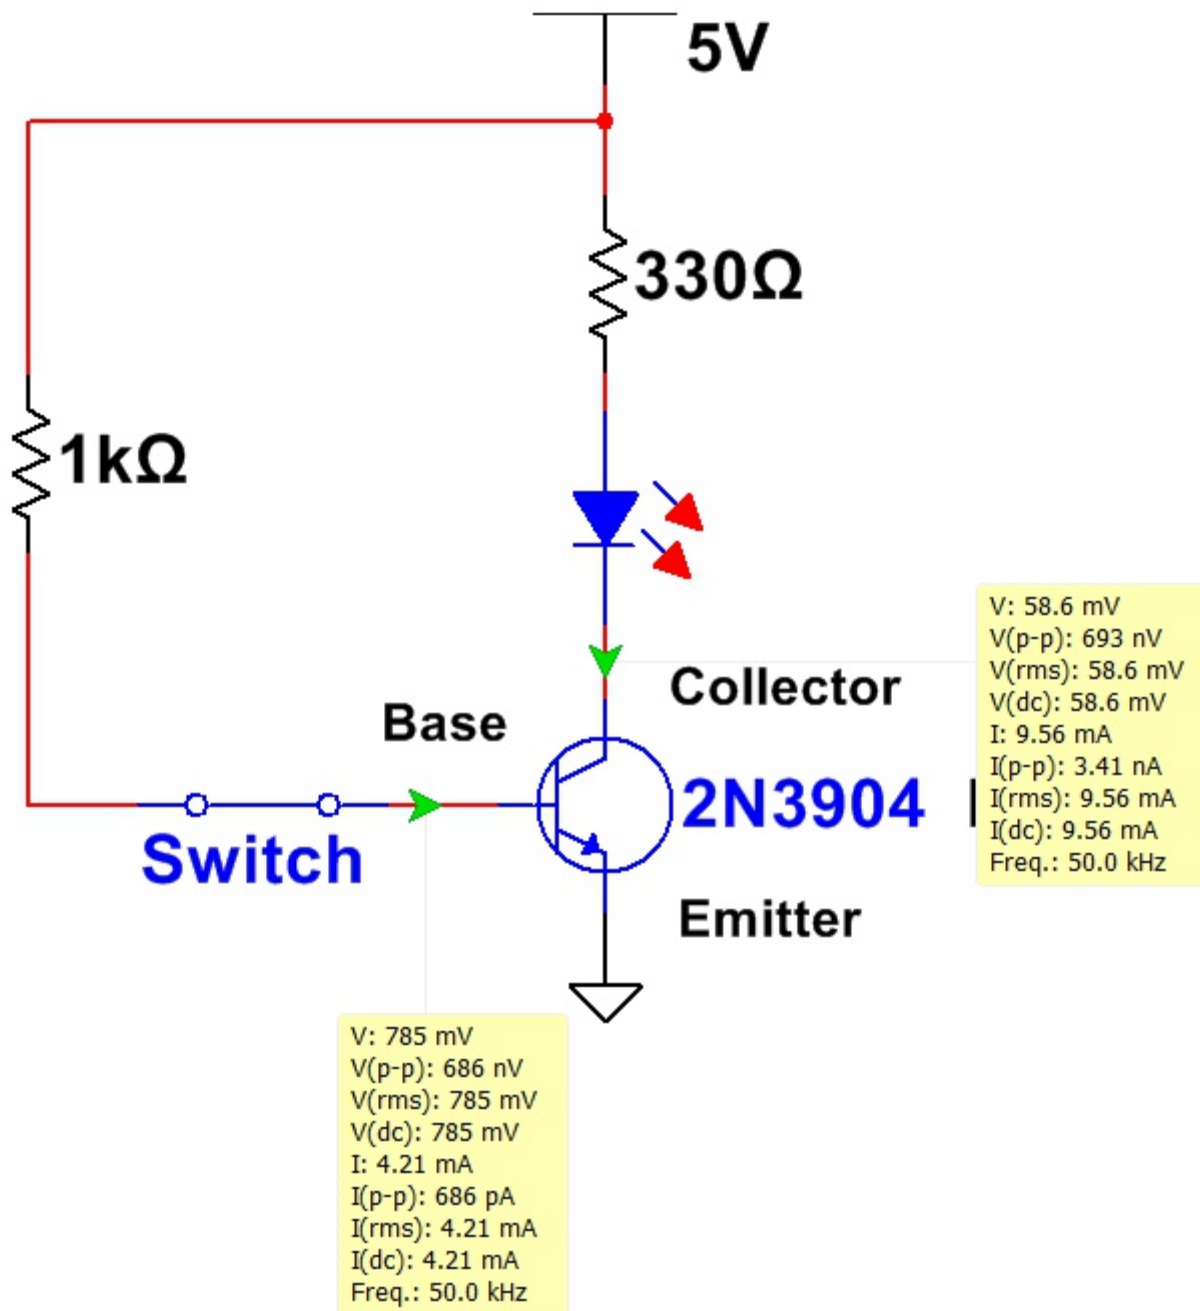 5V
330Ω
1kΩ
V: 58.6 mV
V(p-p): 693 nV
V(rms): 58.6 mV
V(dc): 58.6 mV
I: 9.56 mA
I(p-p): 3.41 nA
I(rms): 9.56 mA
I(dc): 9.56 mA
Freq.: 50.0 kHz
Collector
Base
2N3904
Switch
Emitter
V: 785 mV
V(p-p): 686 nV
V(rms): 785 mV
V(dc): 785 mV
I: 4.21 mA
I(p-p): 686 pA
I(rms): 4.21 mA
I(dc): 4.21 mA
Freq.: 50.0 kHz